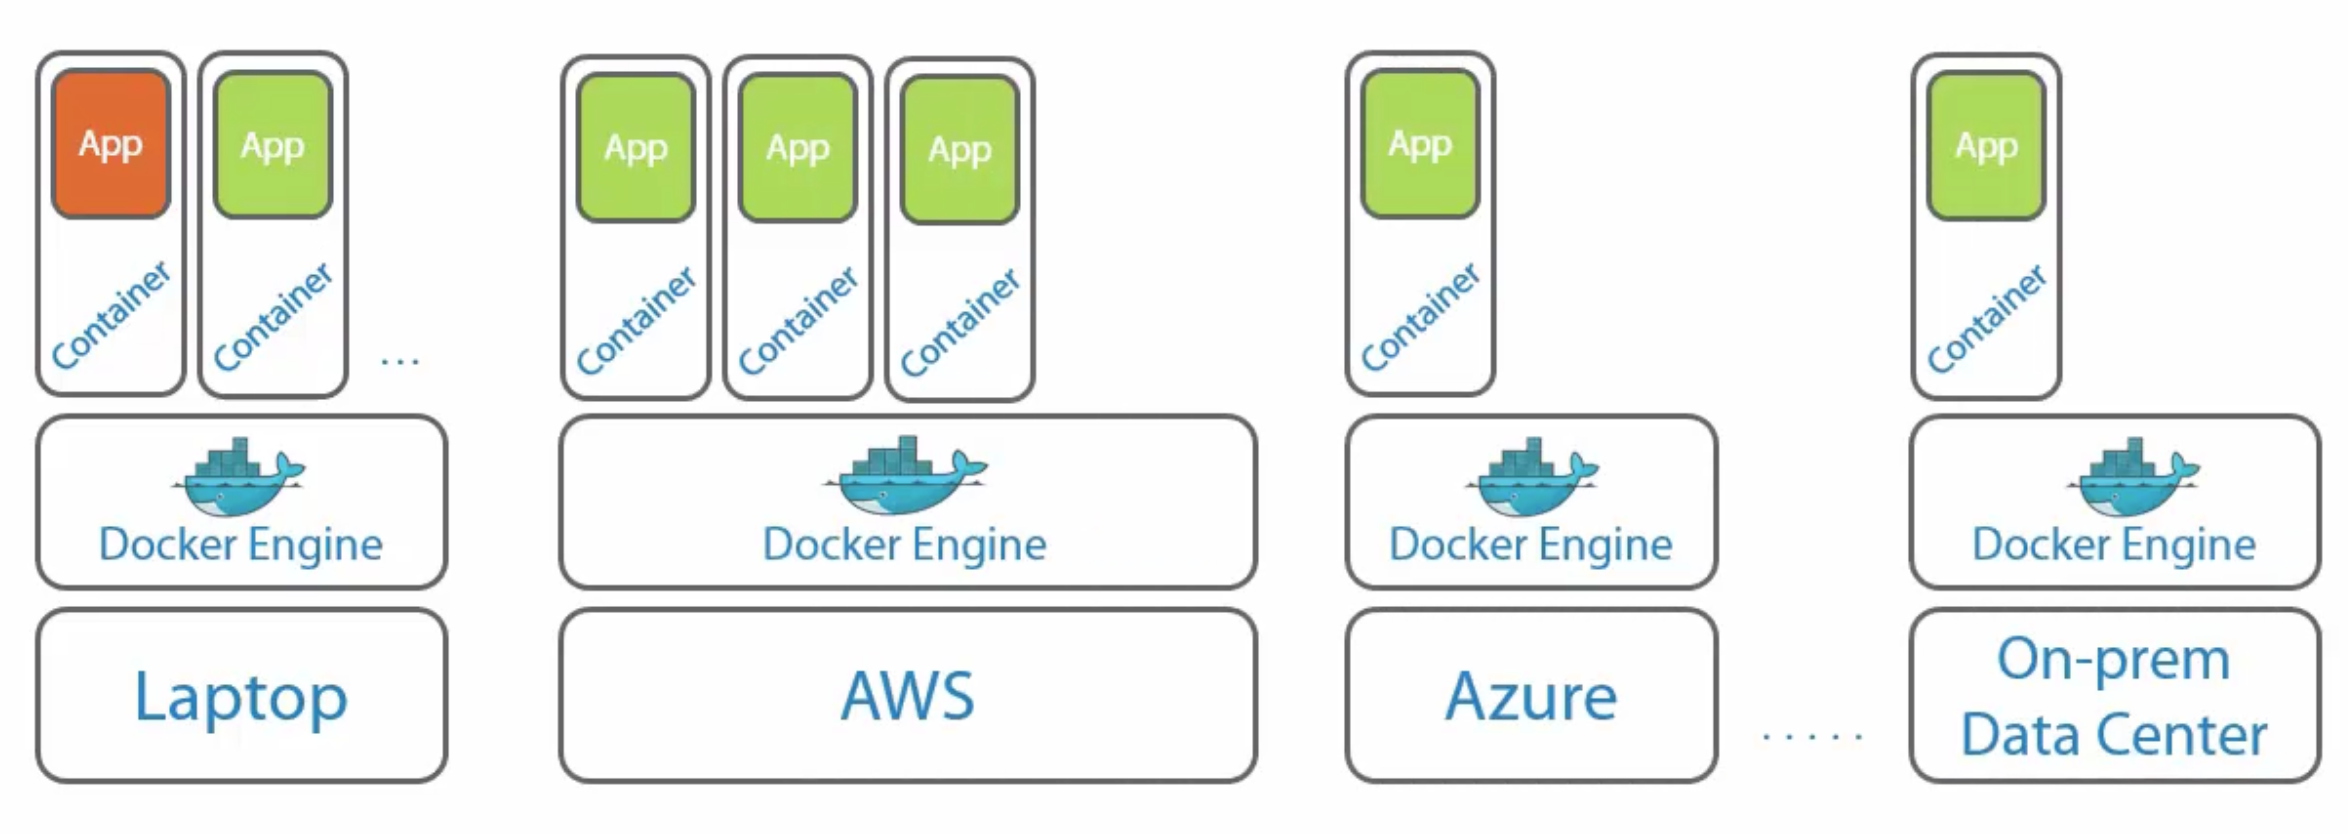 App
App
App
App
App
App
App
Container
Container
...
Container
Container
Container
Container
Container
Docker Engine
Docker Engine
Docker Engine
Docker Engine
Laptop
AWS
Azure
.....
On-prem
Data Center